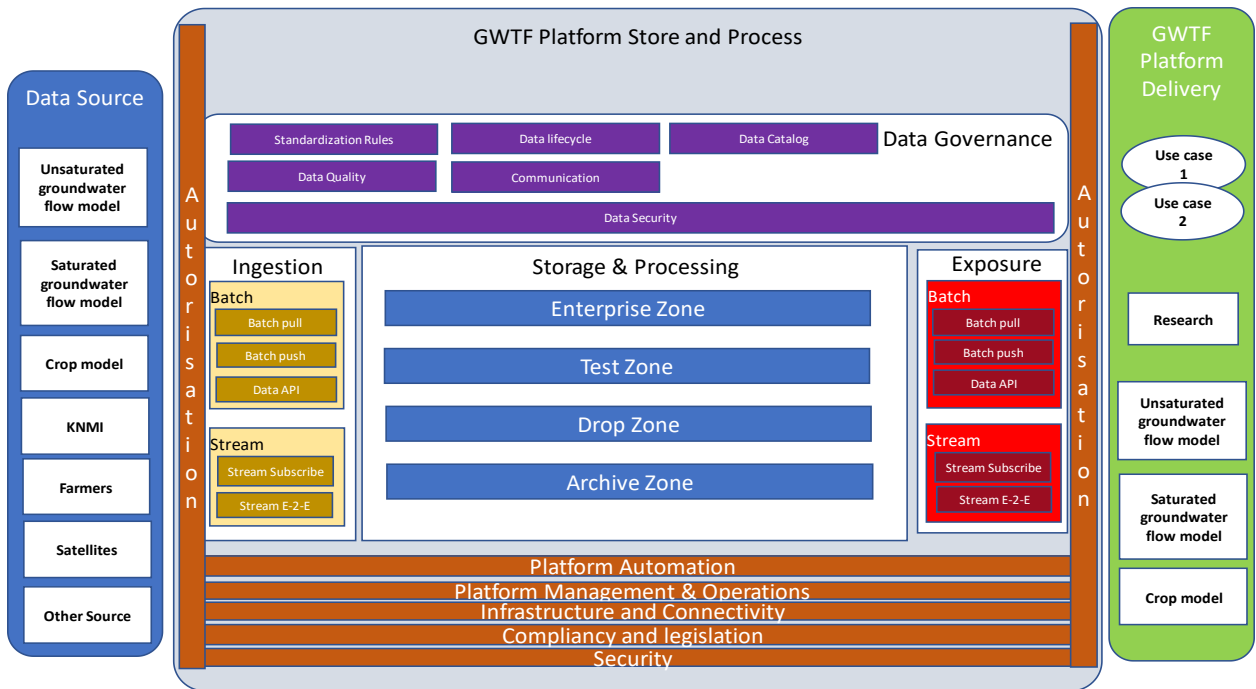 Data Source
Unsaturated
groundwater
flow model
Saturated
groundwater
flow model
Crop model
KNMI
Farmers
Satellites
Other Source
GWTF Platform Store and Process
Autorisation
Standardization Rules
Data lifecycle
Data Catalog
Data Governance
Data Quality
Communication
Data Security
Ingestion
Batch
Batch pull
Batch push
Data API
Stream
Stream Subscribe
Stream E-2-E
Storage & Processing
Enterprise Zone
Test Zone
Drop Zone
Archive Zone
Exposure
Batch
Batch pull
Batch push
Data API
Stream
Stream Subscribe
Stream E-2-E
Autorisation
Platform Automation
Platform Management & Operations
Infrastructure and Connectivity
Compliancy and legislation
Security
GWTF
Platform
Delivery
Use case
1
Use case
2
Research
Unsaturated
groundwater
flow model
Saturated
groundwater
flow model
Crop model